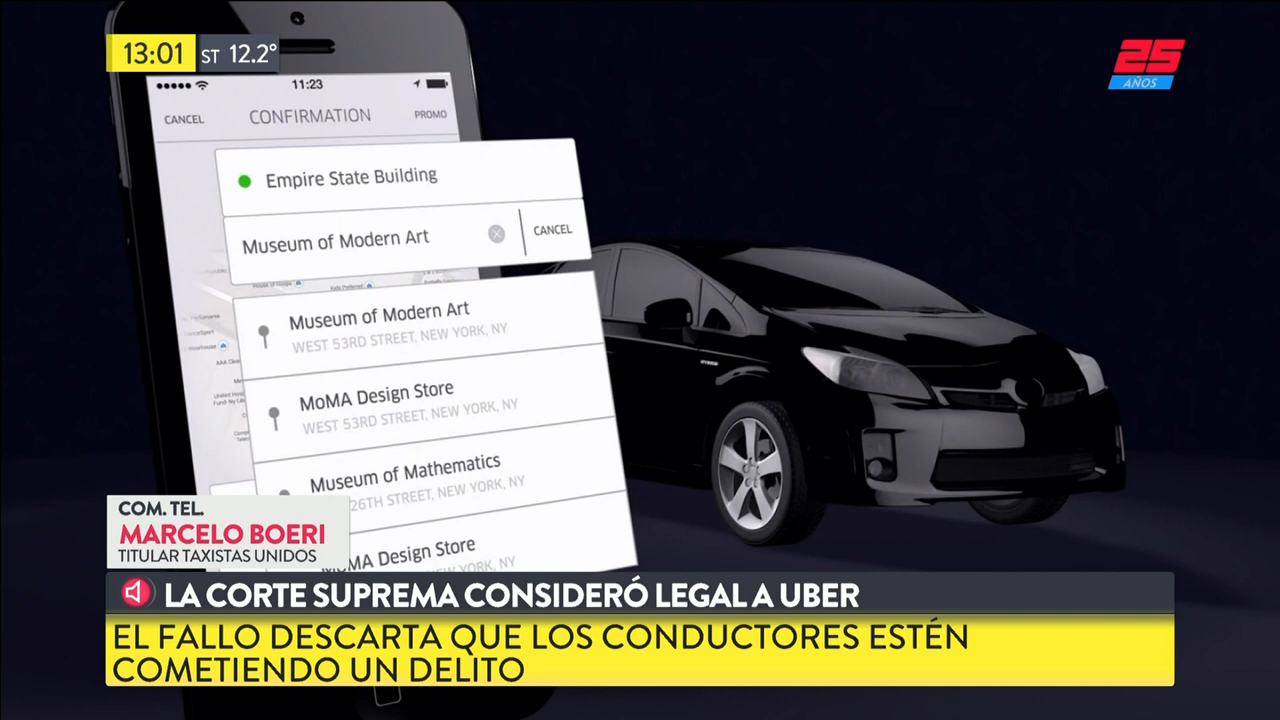 13:01 ST 12.2°
25
AÑOS
11:23
CANCEL CONFIRMATION PROMO
Empire State Building
Museum of Modern Art CANCEL
Museum of Modern Art
WEST 53RD STREET, NEW YORK, NY
MoMA Design Store
WEST 53RD STREET, NEW YORK, NY
Museum of Mathematics
26TH STREET, NEW YORK, NY
MoMA Design Store
COM. TEL.
MARCELO BOERI
TITULAR TAXISTAS UNIDOS
LA CORTE SUPREMA CONSIDERÓ LEGAL A UBER
EL FALLO DESCARTA QUE LOS CONDUCTORES ESTÉN
COMETIENDO UN DELITO